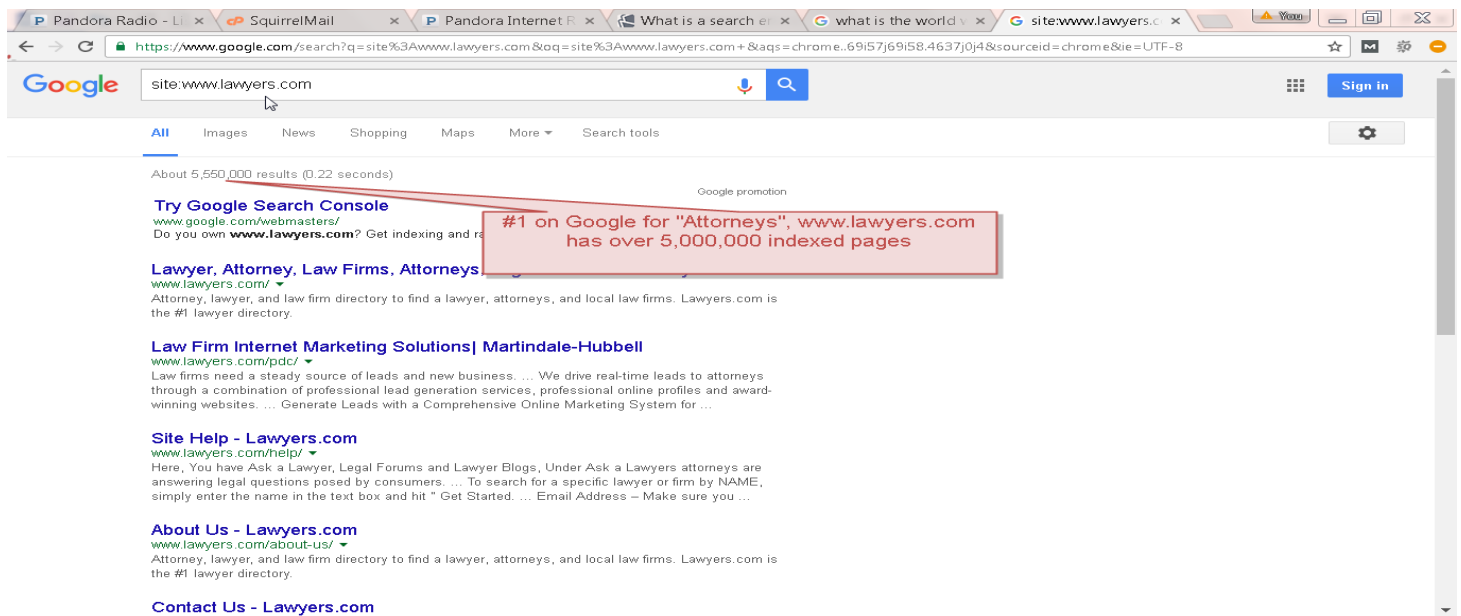 Pandora Radio - Li
SquirrelMail
Pandora Internet R
What is a search en
what is the world w
site:www.lawyers.c
You
https://www.google.com/search?q=site%3Awww.lawyers.com&oq=site%3Awww.lawyers.com+&aqs=chrome..69i57j69i58.4637j0j4&sourceid=chrome&ie=UTF-8
Google
site:www.lawyers.com
Sign in
All Images News Shopping Maps More Search tools
About 5,550,000 results (0.22 seconds)
Google promotion
Try Google Search Console
www.google.com/webmasters/
Do you own www.lawyers.com? Get indexing and ra
#1 on Google for "Attorneys", www.lawyers.com
has over 5,000,000 indexed pages
Lawyer, Attorney, Law Firms, Attorneys,
www.lawyers.com/
Attorney, lawyer, and law firm directory to find a lawyer, attorneys, and local law firms. Lawyers.com is
the #1 lawyer directory.
Law Firm Internet Marketing Solutions| Martindale-Hubbell
www.lawyers.com/pdc/
Law firms need a steady source of leads and new business. ... We drive real-time leads to attorneys
through a combination of professional lead generation services, professional online profiles and award-
winning websites. ... Generate Leads with a Comprehensive Online Marketing System for ...
Site Help - Lawyers.com
www.lawyers.com/help/
Here, You have Ask a Lawyer, Legal Forums and Lawyer Blogs, Under Ask a Lawyers attorneys are
answering legal questions posed by consumers. ... To search for a specific lawyer or firm by NAME,
simply enter the name in the text box and hit " Get Started. ... Email Address – Make sure you ...
About Us - Lawyers.com
www.lawyers.com/about-us/
Attorney, lawyer, and law firm directory to find a lawyer, attorneys, and local law firms. Lawyers.com is
the #1 lawyer directory.
Contact Us - Lawyers.com